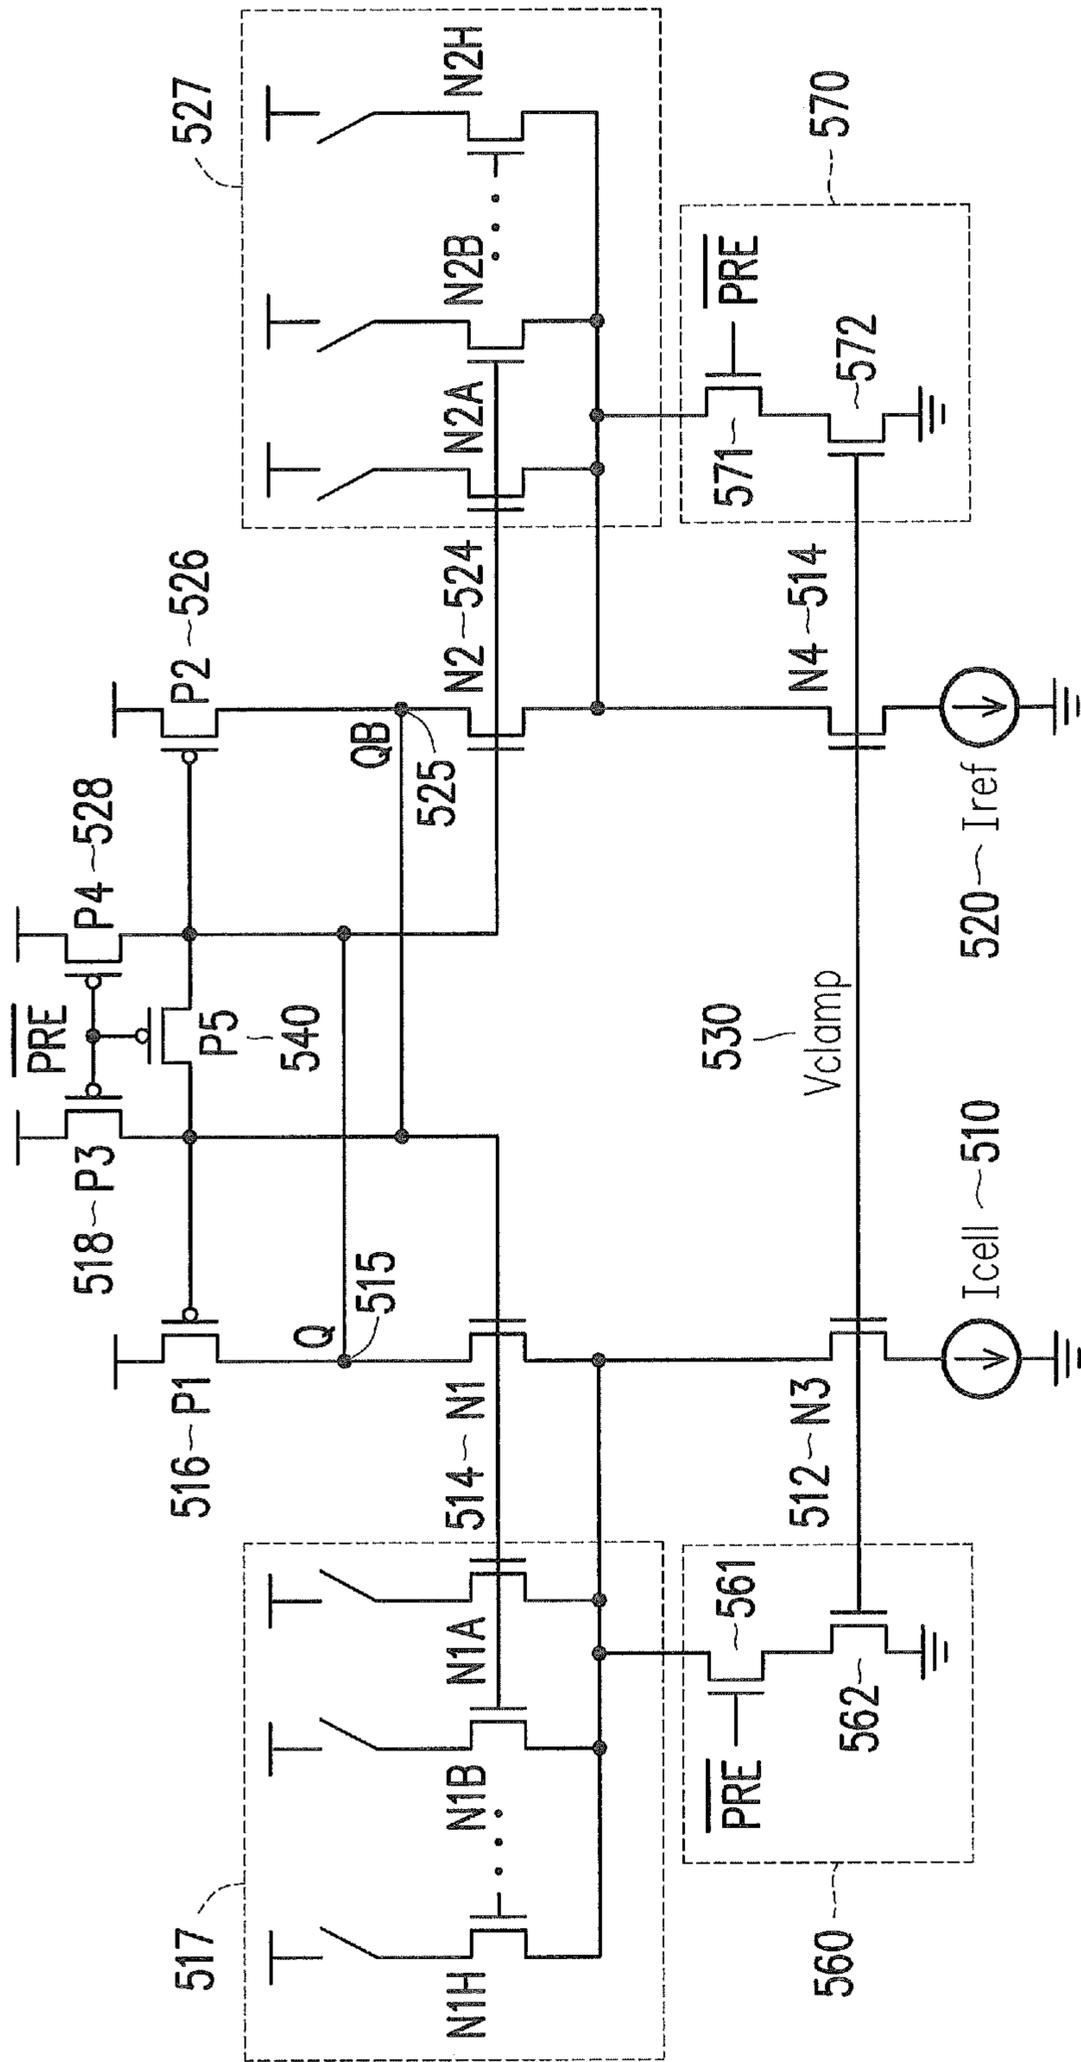 527
N2H
N2B
N2A
570
PRE
571
572
P2~526
N2~524
N4~514
QB
525
P4~528
PRE
P5
540
518~P3
530
Vclamp
520~Iref
Icell~510
Q
515
516~P1
514~N1
512~N3
517
N1A
N1B
N1H
561
562
PRE
560